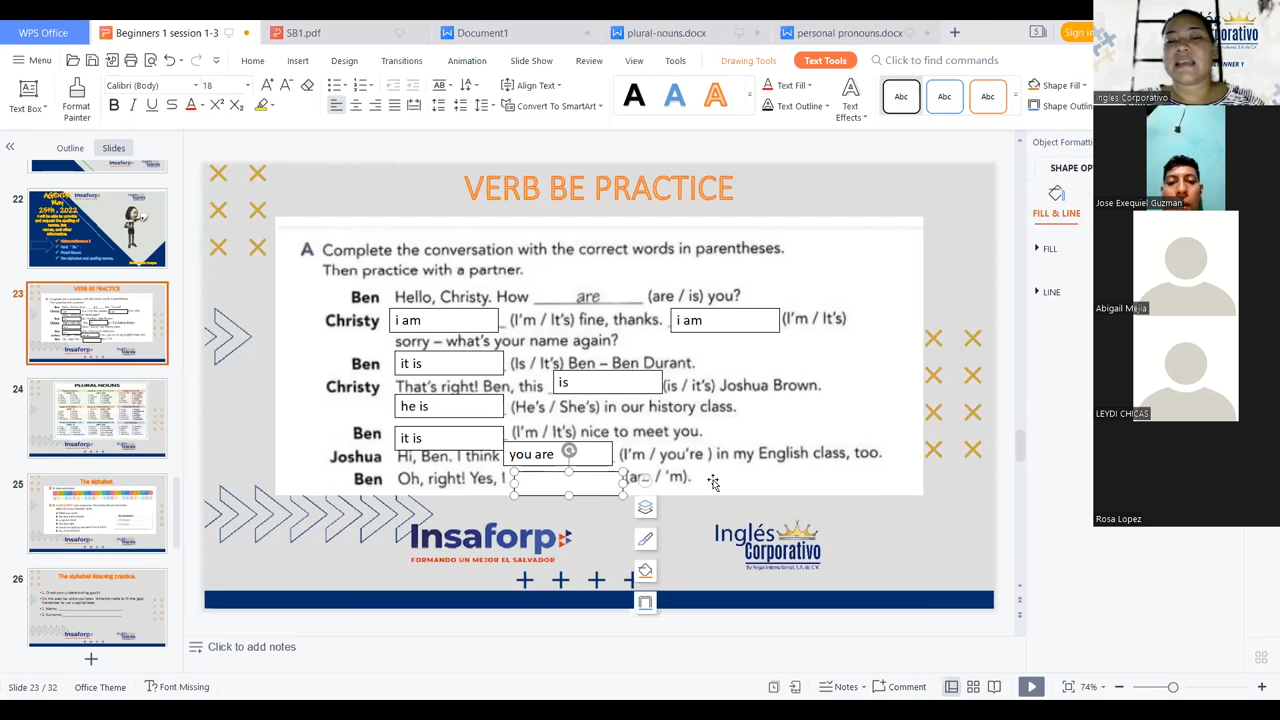 WPS Office
Beginners 1 session 1-3
SB1.pdf
Document1
plural-nouns.docx
personal pronouns.docx
5
Sign in
Menu
Home
Insert
Design
Transitions
Animation
Slide Show
Review
View
Tools
Drawing Tools
Text Tools
Click to find commands
Text Box
Format
Painter
Calibri (Body)
18
Align Text
Convert To SmartArt
Text Fill
Text Outline
Text
Effects
Abc
Abc
Abc
Shape Fill
Shape Outlin
Outline
Slides
22
23
24
25
26
VERB BE PRACTICE
A Complete the conversation with the correct words in parentheses.
Then practice with a partner.
Ben Hello, Christy. How are (are / is) you?
Christy i am (I'm / It's) fine, thanks. i am (I'm / It's)
sorry – what's your name again?
Ben it is (Is / It's) Ben – Ben Durant.
Christy That's right! Ben, this is (is / it's) Joshua Brown.
he is (He's / She's) in our history class.
Ben it is (I'm / It's) nice to meet you.
Joshua Hi, Ben. I think you are (I'm / you're ) in my English class, too.
Ben Oh, right! Yes, I (am / 'm).
Insaforp
FORMANDO UN MEJOR EL SALVADOR
Inglés
Corporativo
By Regal International, S.A. de C.V.
Object Formatti
SHAPE OP
FILL & LINE
FILL
LINE
Ingles Corporativo
Jose Exequiel Guzman
Abigail Mejia
LEYDI CHICAS
Rosa Lopez
Click to add notes
Slide 23 / 32
Office Theme
Font Missing
Notes
Comment
74%